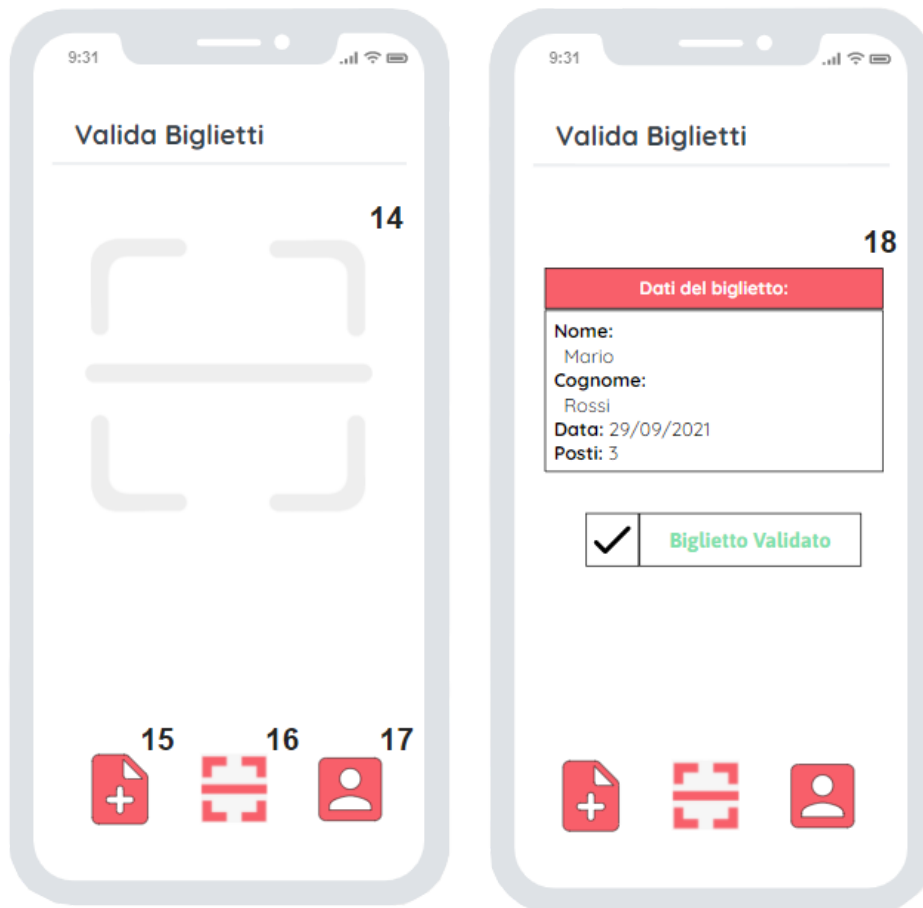 9:31
Valida Biglietti
14
15
16
17
9:31
Valida Biglietti
18
Dati del biglietto:
Nome:
Mario
Cognome:
Rossi
Data: 29/09/2021
Posti: 3
Biglietto Validato